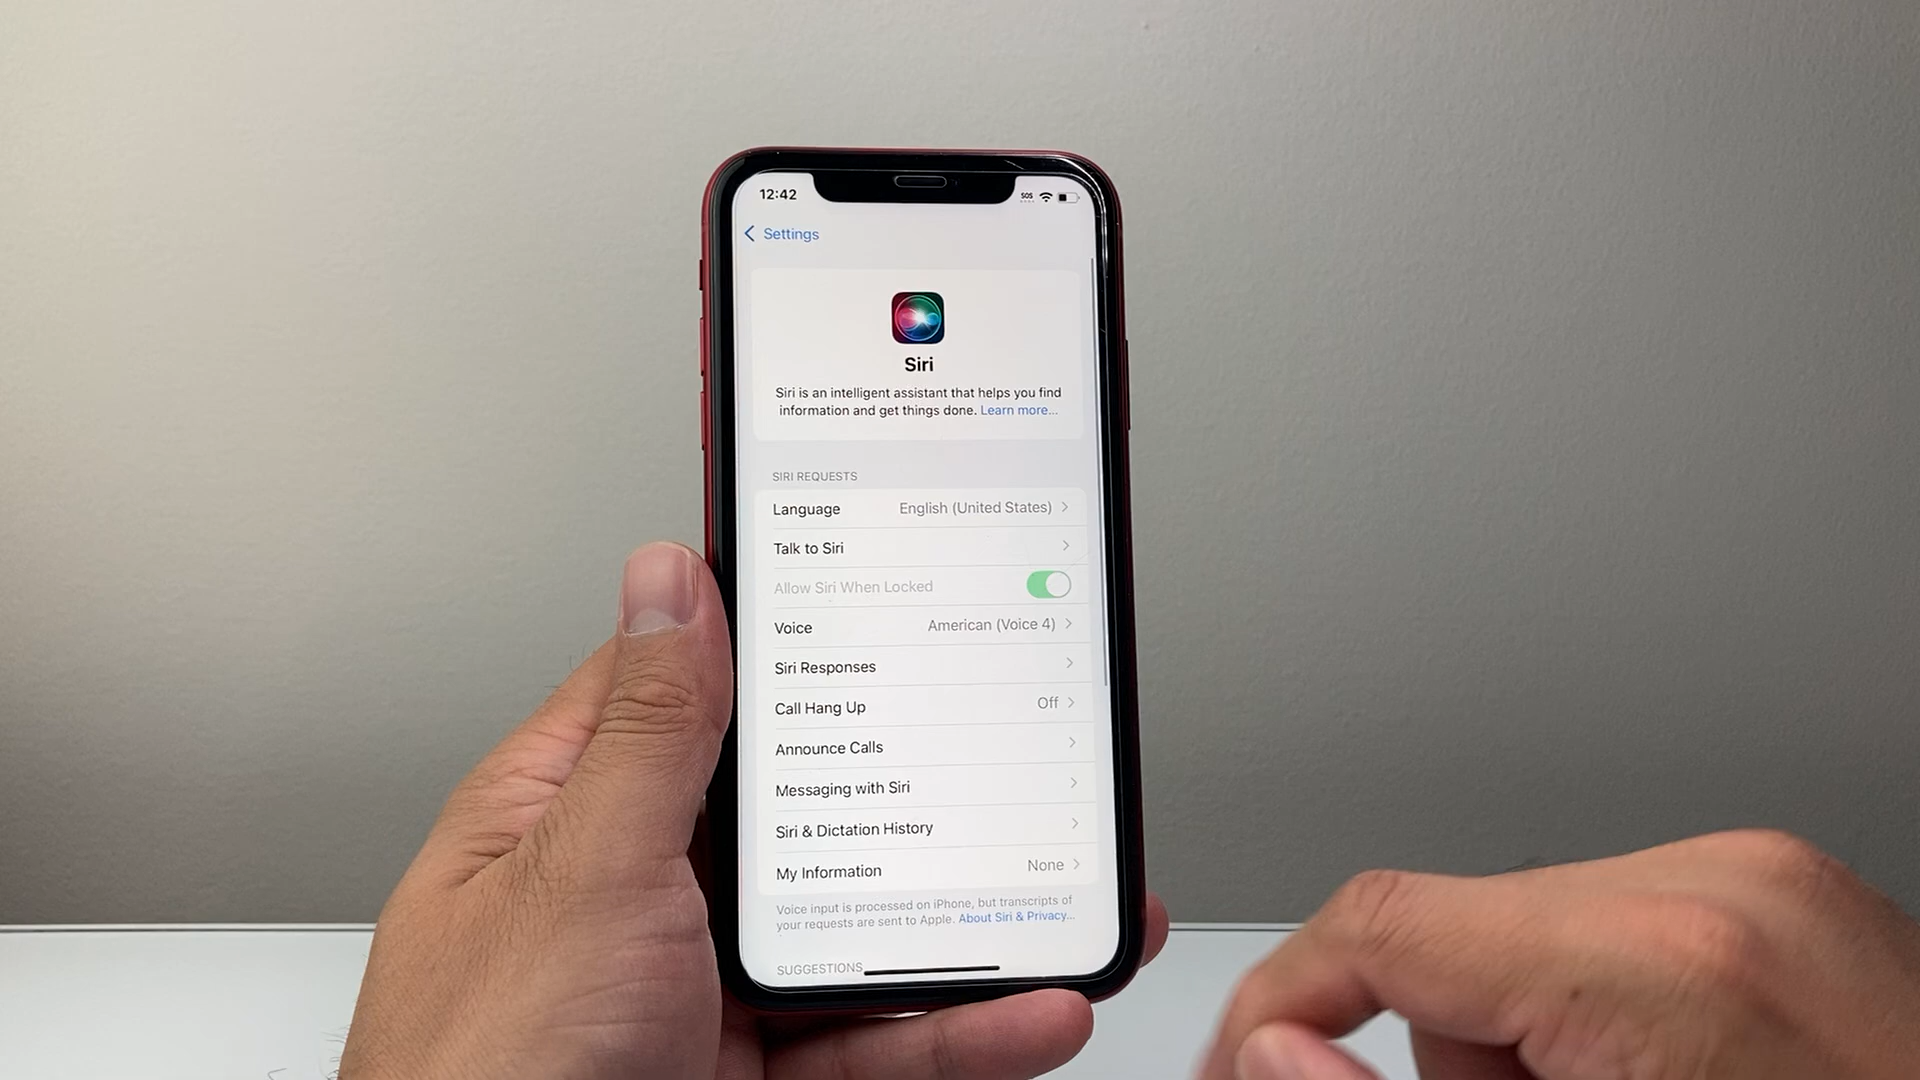 12:42
SOS
Settings
Siri
Siri is an intelligent assistant that helps you find
information and get things done. Learn more...
SIRI REQUESTS
Language English (United States)
Talk to Siri
Allow Siri When Locked
Voice American (Voice 4)
Siri Responses
Call Hang Up Off
Announce Calls
Messaging with Siri
Siri & Dictation History
My Information None
Voice input is processed on iPhone, but transcripts of
your requests are sent to Apple. About Siri & Privacy...
SUGGESTIONS